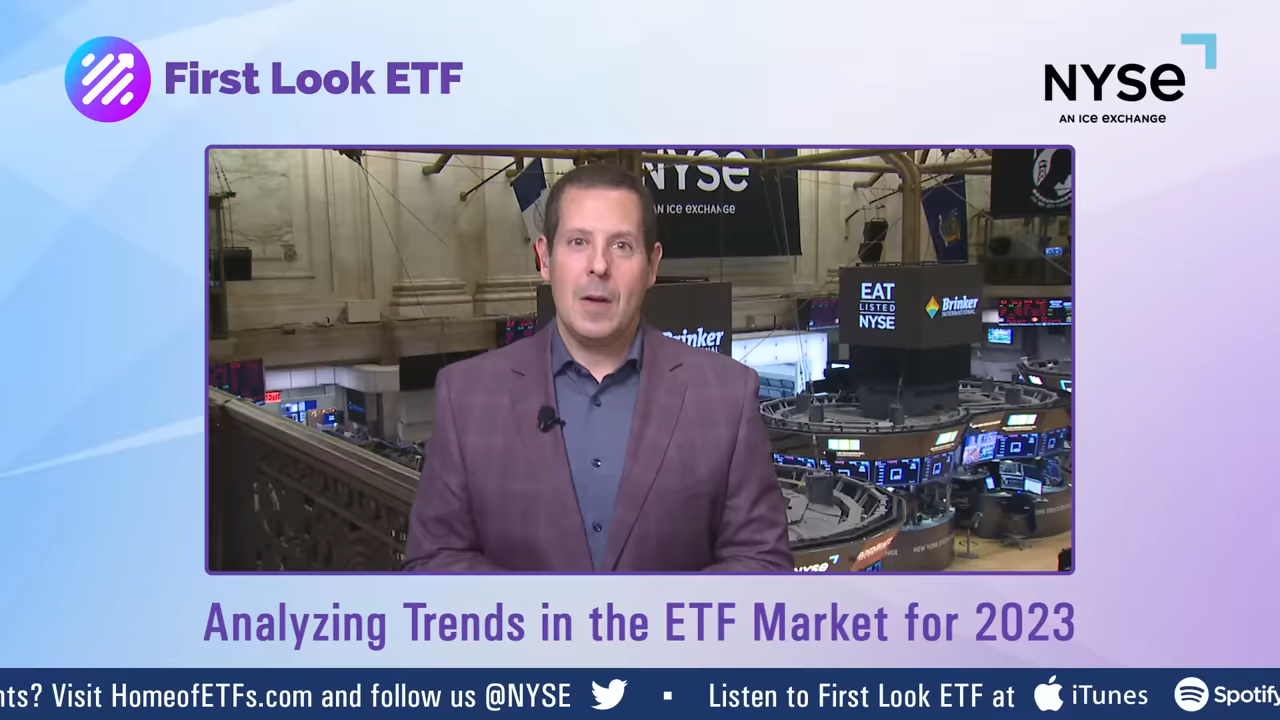 First Look ETF
NYSE
AN ICE EXCHANGE
NYSE
AN ICE EXCHANGE
EAT
LISTED
NYSE
Brinker
INTERNATIONAL
Brinker
EXIT
NYSE
Analyzing Trends in the ETF Market for 2023
nts? Visit HomeofETFs.com and follow us @NYSE ▪ Listen to First Look ETF at iTunes Spotify